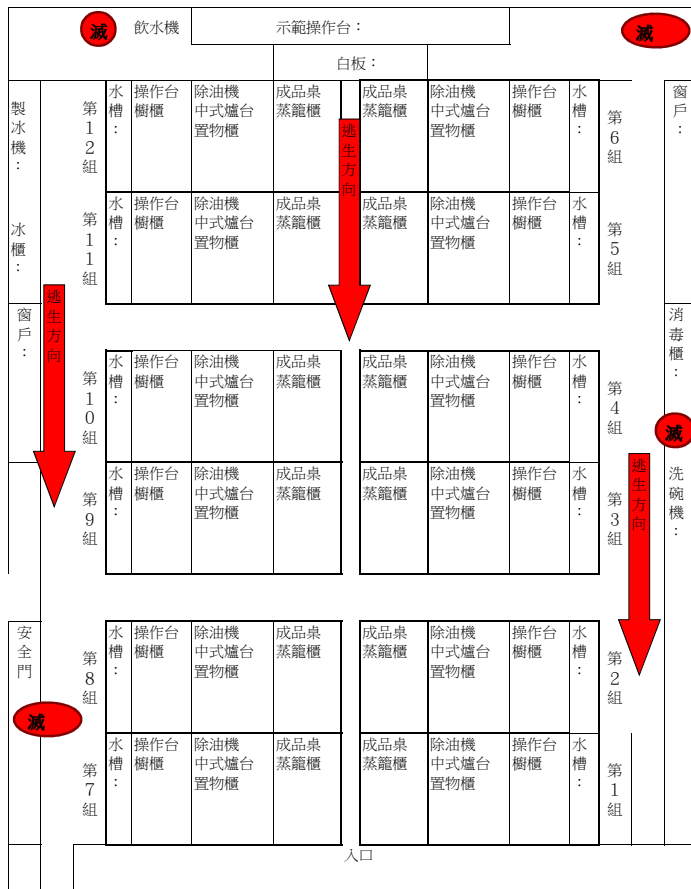 滅
飲水機
示範操作台：
滅
白板：
製冰機：
冰櫃：
窗戶：
安全門
滅
逃生方向
逃生方向
逃生方向
窗戶：
消毒櫃：
滅
洗碗機：
第12組
水槽：
操作台
櫥櫃
除油機
中式爐台
置物櫃
成品桌
蒸籠櫃
成品桌
蒸籠櫃
除油機
中式爐台
置物櫃
操作台
櫥櫃
水槽：
第6組
第11組
水槽：
操作台
櫥櫃
除油機
中式爐台
置物櫃
成品桌
蒸籠櫃
成品桌
蒸籠櫃
除油機
中式爐台
置物櫃
操作台
櫥櫃
水槽：
第5組
第10組
水槽：
操作台
櫥櫃
除油機
中式爐台
置物櫃
成品桌
蒸籠櫃
成品桌
蒸籠櫃
除油機
中式爐台
置物櫃
操作台
櫥櫃
水槽：
第4組
第9組
水槽：
操作台
櫥櫃
除油機
中式爐台
置物櫃
成品桌
蒸籠櫃
成品桌
蒸籠櫃
除油機
中式爐台
置物櫃
操作台
櫥櫃
水槽：
第3組
第8組
水槽：
操作台
櫥櫃
除油機
中式爐台
置物櫃
成品桌
蒸籠櫃
成品桌
蒸籠櫃
除油機
中式爐台
置物櫃
操作台
櫥櫃
水槽：
第2組
第7組
水槽：
操作台
櫥櫃
除油機
中式爐台
置物櫃
成品桌
蒸籠櫃
成品桌
蒸籠櫃
除油機
中式爐台
置物櫃
操作台
櫥櫃
水槽：
第1組
入口